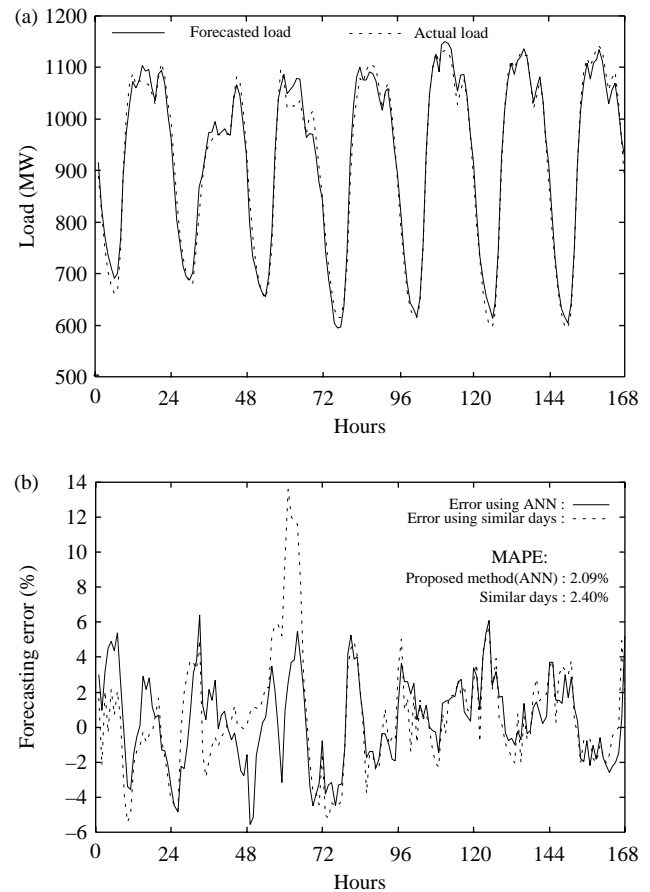 (a)
1200
Forecasted load
Actual load
1100
1000
900
800
700
600
500
Load (MW)
0
24
48
72
96
120
144
168
Hours
(b)
14
12
10
8
6
4
2
0
−2
−4
−6
Forecasting error (%)
Error using ANN :
Error using similar days :
MAPE:
Proposed method(ANN) : 2.09%
Similar days : 2.40%
0
24
48
72
96
120
144
168
Hours